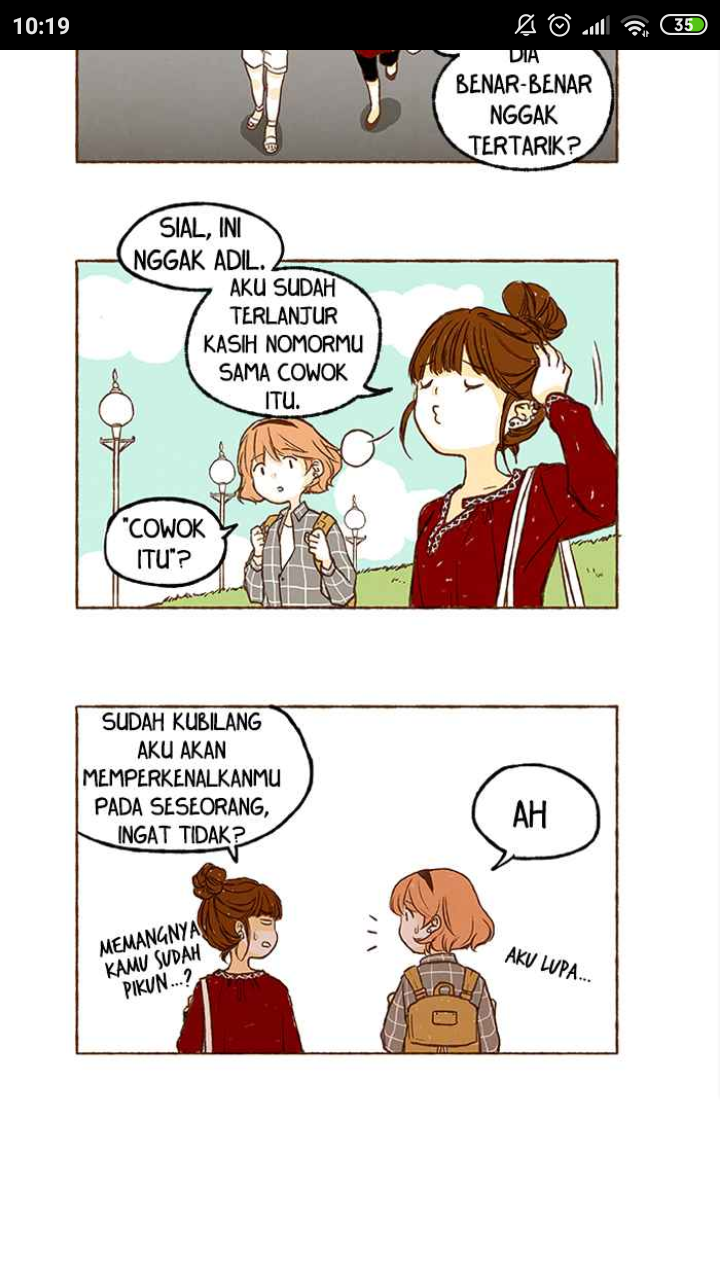 10:19
35
DIA
BENAR-BENAR
NGGAK
TERTARIK?
SIAL, INI
NGGAK ADIL.
AKU SUDAH
TERLANJUR
KASIH NOMORMU
SAMA COWOK
ITU.
"COWOK
ITU"?
SUDAH KUBILANG
AKU AKAN
MEMPERKENALKANMU
PADA SESEORANG,
INGAT TIDAK?
AH
MEMANGNYA
KAMU SUDAH
PIKUN...?
AKU LUPA...